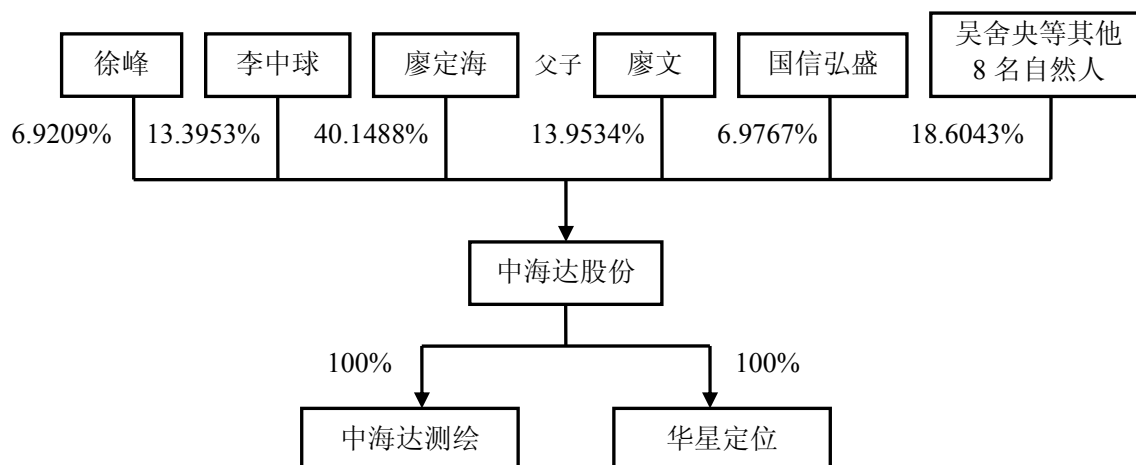 徐峰
李中球
廖定海
父子
廖文
国信弘盛
吴舍央等其他
8 名自然人
6.9209%
13.3953%
40.1488%
13.9534%
6.9767%
18.6043%
中海达股份
100%
100%
中海达测绘
华星定位